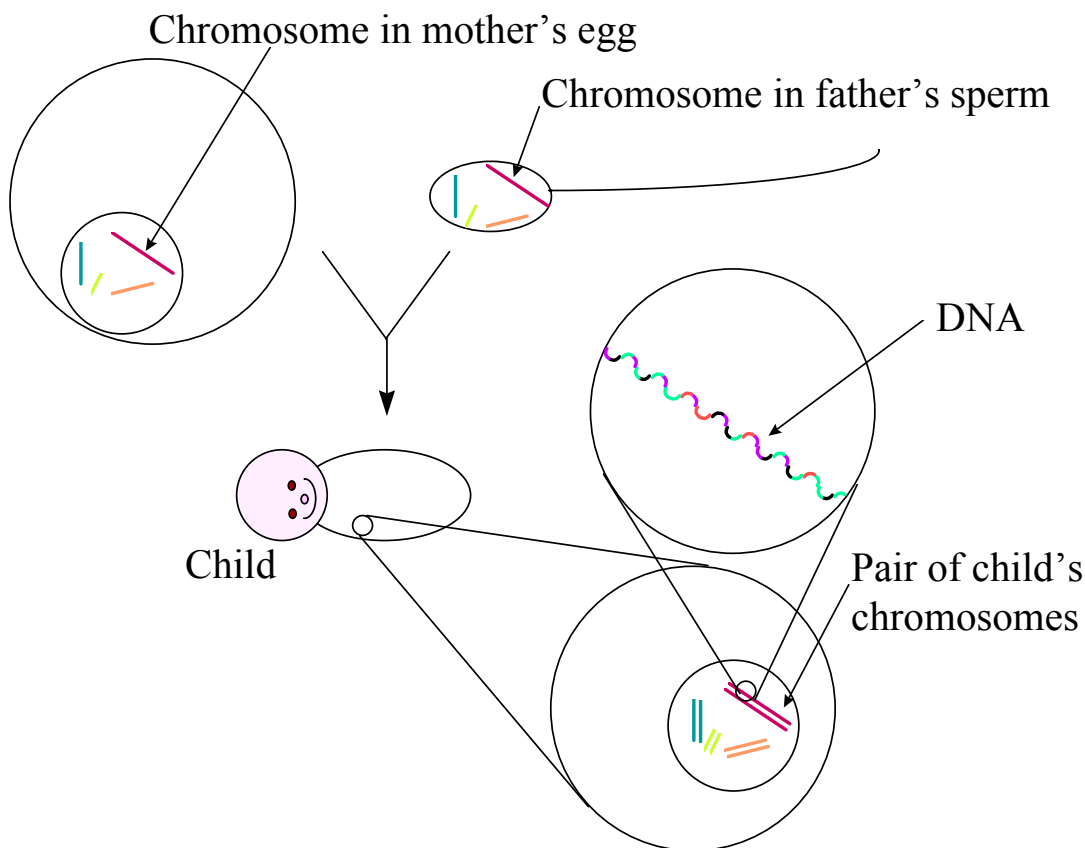 Chromosome in mother’s egg
Chromosome in father’s sperm
DNA
Child
Pair of child’s
chromosomes